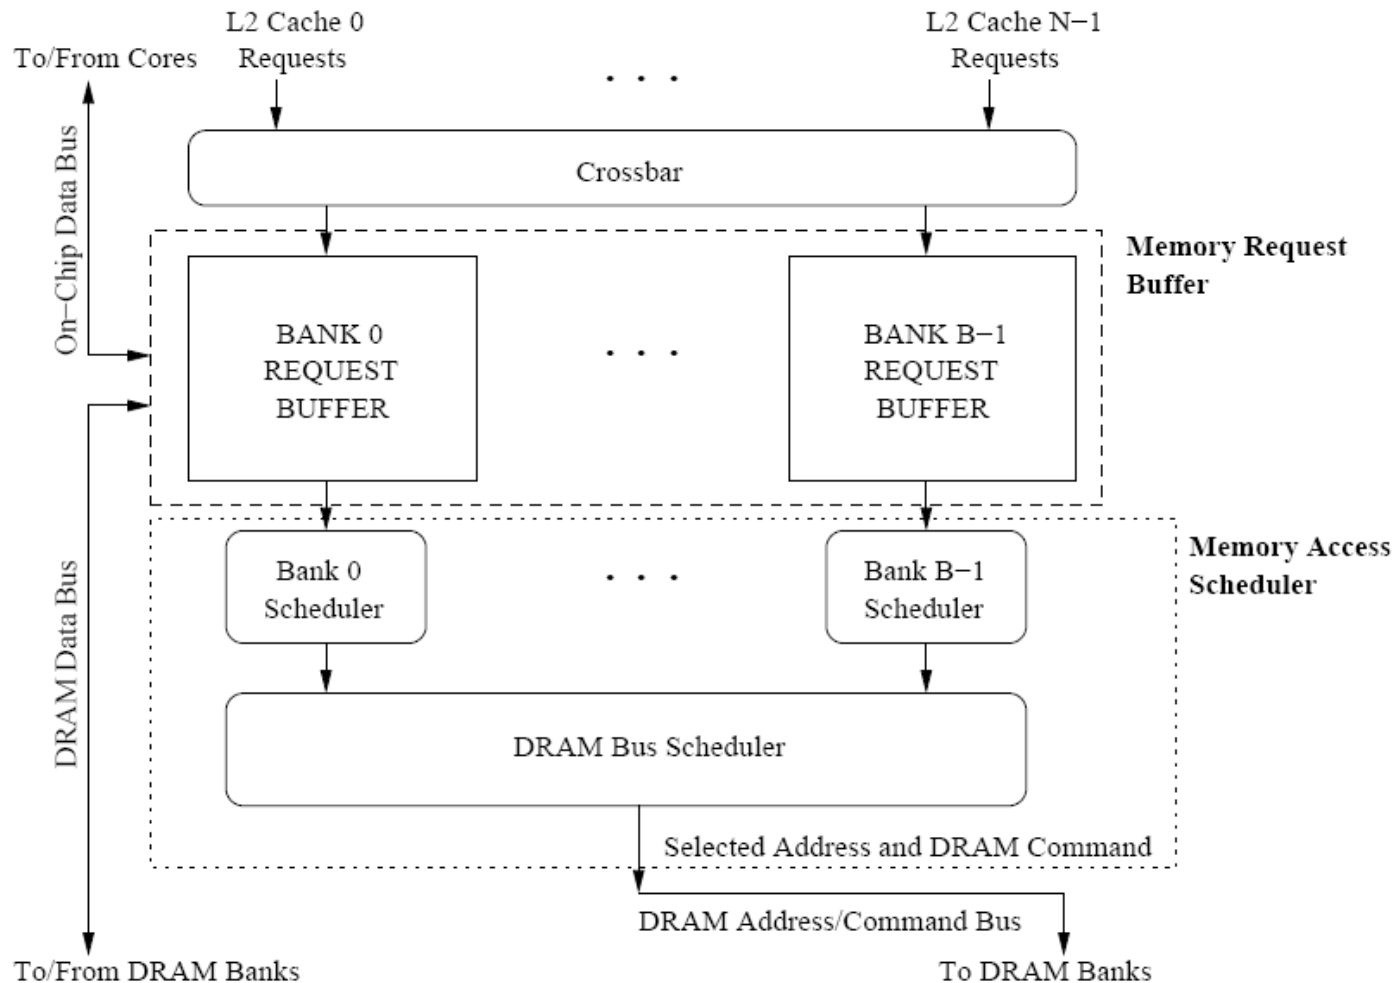 L2 Cache 0
Requests
L2 Cache N−1
Requests
To/From Cores
. . .
Crossbar
On−Chip Data Bus
Memory Request
Buffer
BANK 0
REQUEST
BUFFER
. . .
BANK B−1
REQUEST
BUFFER
Memory Access
Scheduler
Bank 0
Scheduler
. . .
Bank B−1
Scheduler
DRAM Data Bus
DRAM Bus Scheduler
Selected Address and DRAM Command
DRAM Address/Command Bus
To/From DRAM Banks
To DRAM Banks